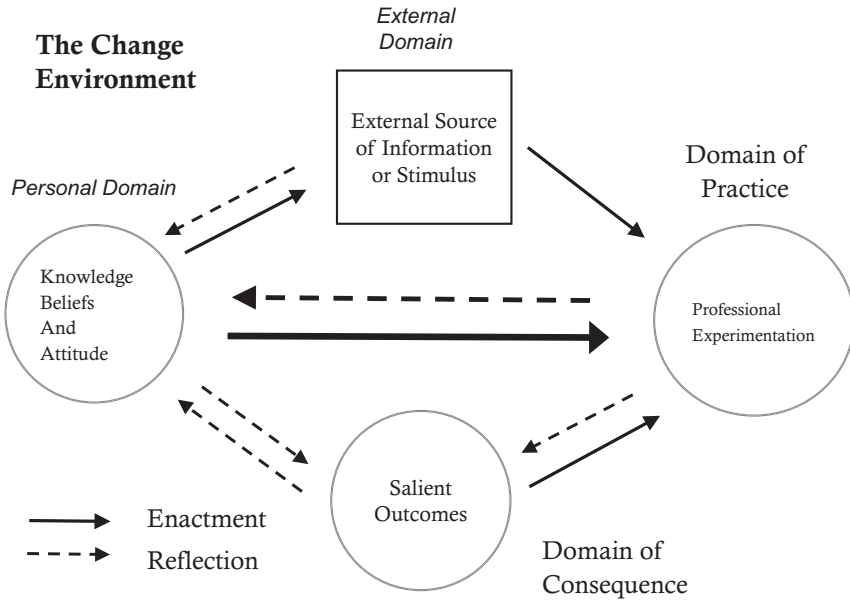 The Change
Environment
External
Domain
External Source
of Information
or Stimulus
Domain of
Practice
Personal Domain
Knowledge
Beliefs
And
Attitude
Professional
Experimentation
Salient
Outcomes
Enactment
Reflection
Domain of
Consequence